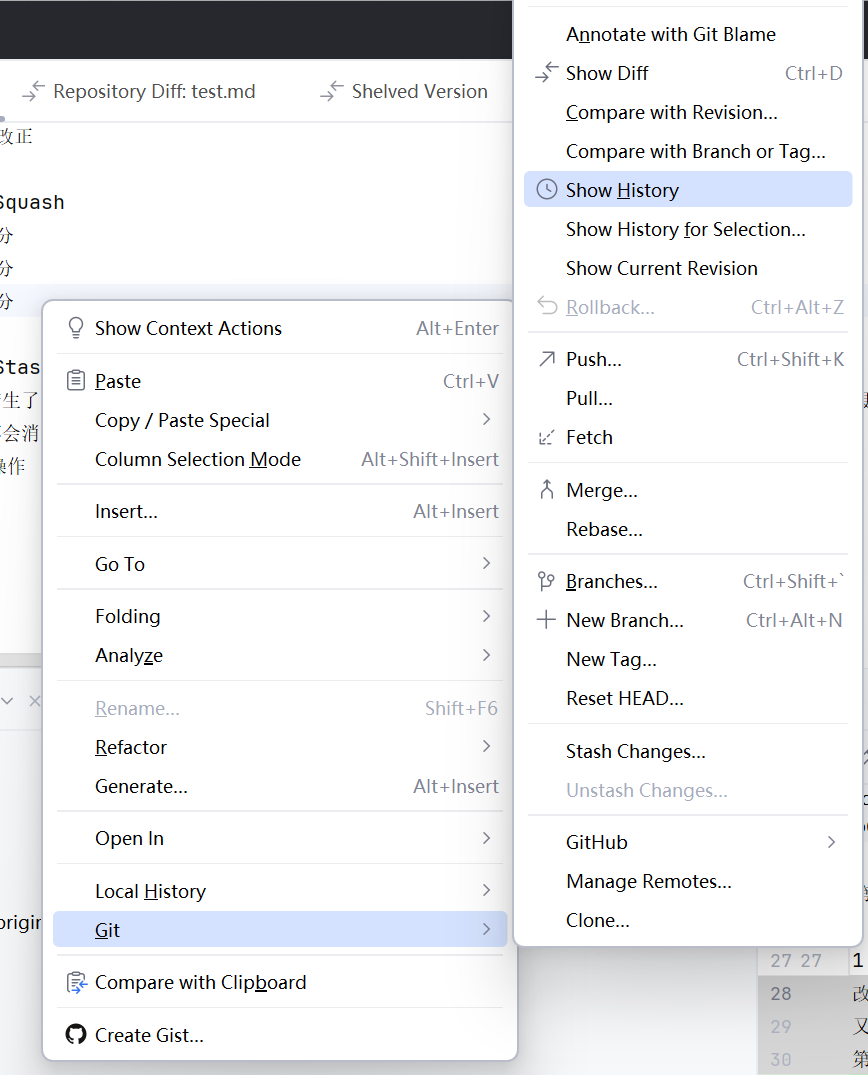 Repository Diff: test.md
Shelved Version
改正
Squash
分
分
分
Stas
生了
会消
操作
origin
Show Context Actions Alt+Enter
Paste Ctrl+V
Copy / Paste Special
Column Selection Mode Alt+Shift+Insert
Insert... Alt+Insert
Go To
Folding
Analyze
Rename... Shift+F6
Refactor
Generate... Alt+Insert
Open In
Local History
Git
Compare with Clipboard
Create Gist...
Annotate with Git Blame
Show Diff Ctrl+D
Compare with Revision...
Compare with Branch or Tag...
Show History
Show History for Selection...
Show Current Revision
Rollback... Ctrl+Alt+Z
Push... Ctrl+Shift+K
Pull...
Fetch
Merge...
Rebase...
Branches... Ctrl+Shift+`
New Branch... Ctrl+Alt+N
New Tag...
Reset HEAD...
Stash Changes...
Unstash Changes...
GitHub
Manage Remotes...
Clone...
27 27 1
28 改
29 又
30 第